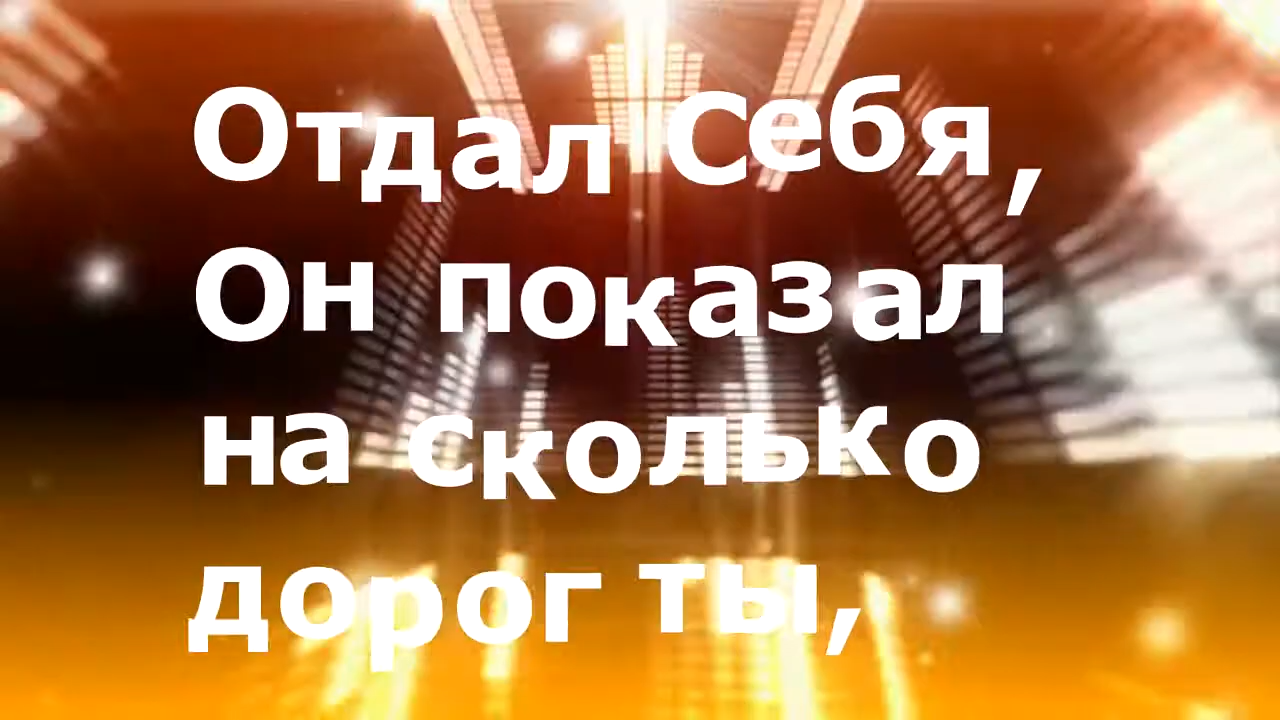 Отдал Себя,
Он показал
на сколько
дорог ты,